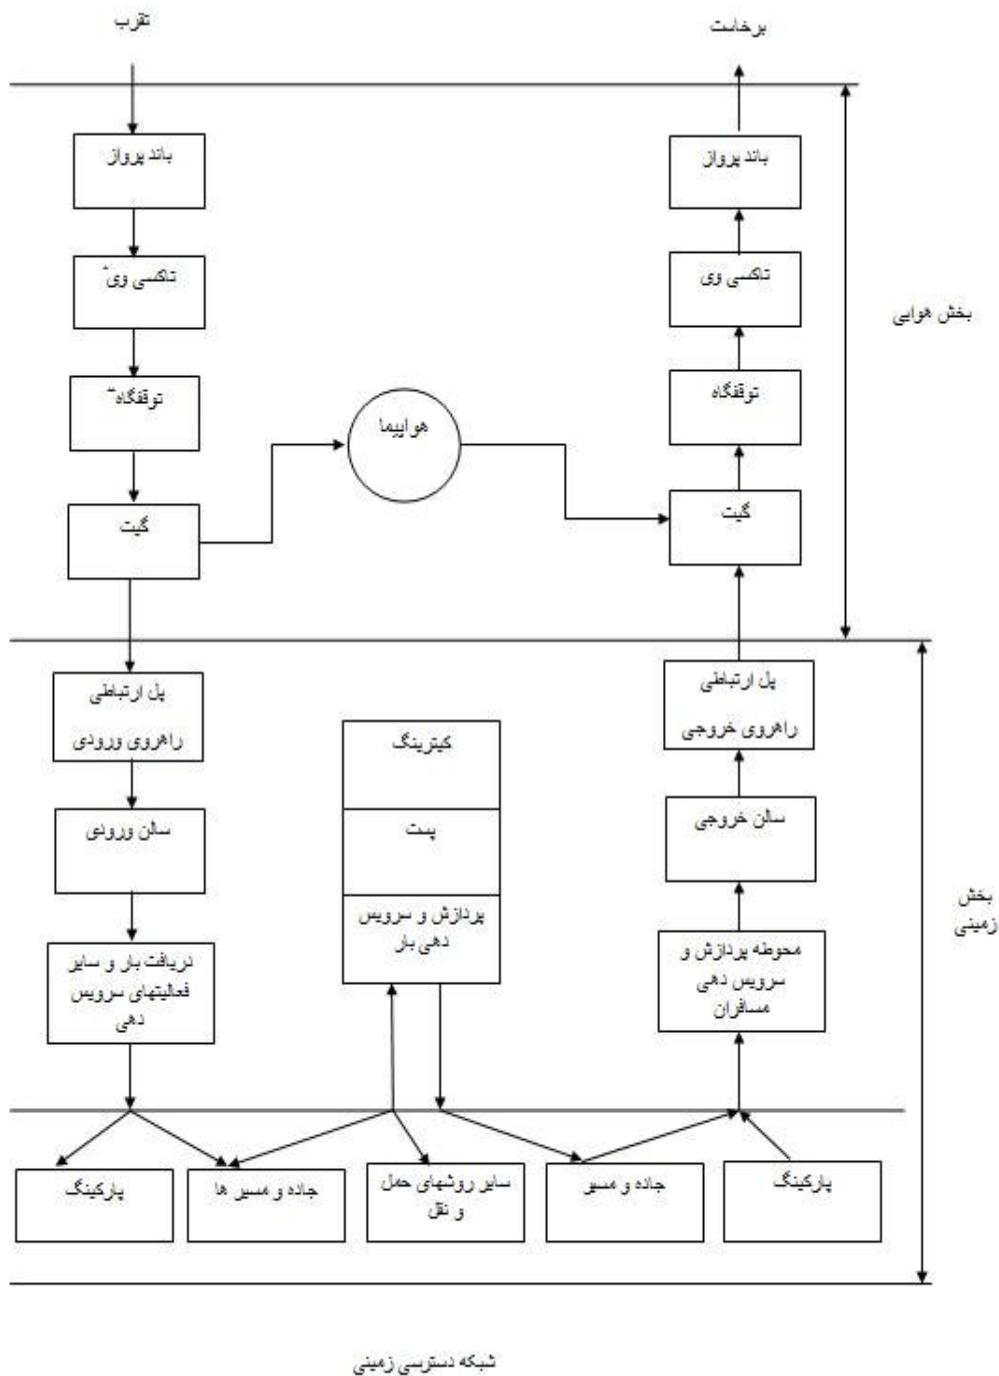 تقرب
برخاست
باند پرواز
باند پرواز
تاکسی وی*
تاکسی وی
بخش هوایی
توقفگاه**
توقفگاه
هواپیما
گیت
گیت
پل ارتباطی
راهروی ورودی
پل ارتباطی
راهروی خروجی
کیترینگ
پست
پردازش و سرویس
دهی بار
سالن ورودی
سالن خروجی
بخش
زمینی
دریافت بار و سایر
فعالیتهای سرویس
دهی
محوطه پردازش و
سرویس دهی
مسافران
پارکینگ
جاده و مسیر ها
سایر روشهای حمل
و نقل
جاده و مسیر
پارکینگ
شبکه دسترسی زمینی